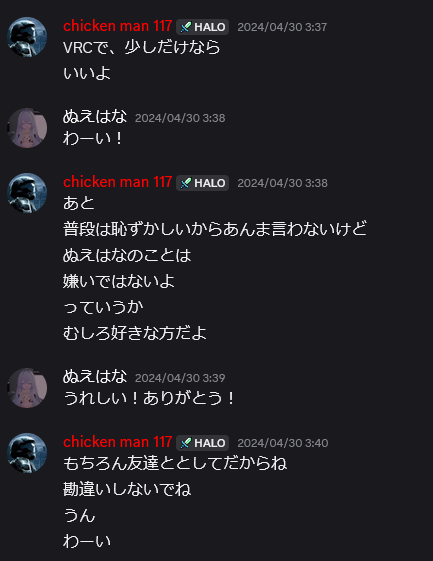 chicken man 117 HALO 2024/04/30 3:37
VRCで、少しだけなら
いいよ
ぬえはな 2024/04/30 3:38
わーい！
chicken man 117 HALO 2024/04/30 3:38
あと
普段は恥ずかしいからあんま言わないけど
ぬえはなのことは
嫌いではないよ
っていうか
むしろ好きな方だよ
ぬえはな 2024/04/30 3:39
うれしい！ありがとう！
chicken man 117 HALO 2024/04/30 3:40
もちろん友達ととしてだからね
勘違いしないでね
うん
わーい